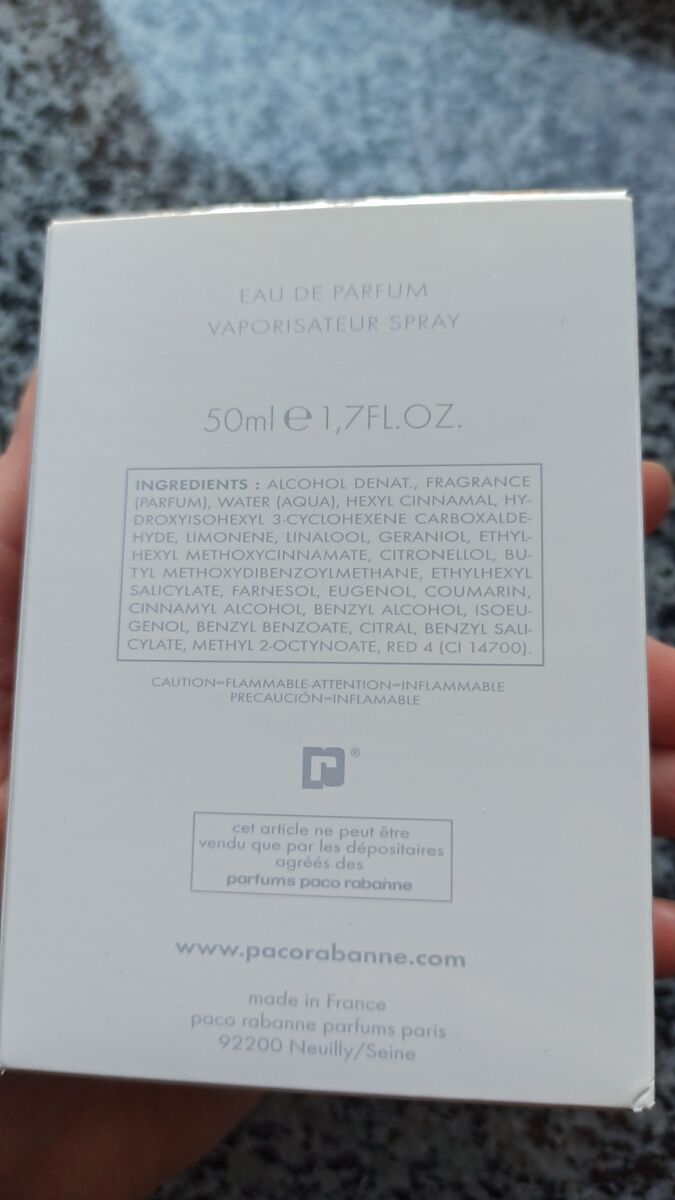 EAU DE PARFUM
VAPORISATEUR SPRAY
50ml e 1,7FL.OZ.
INGREDIENTS : ALCOHOL DENAT., FRAGRANCE
(PARFUM), WATER (AQUA), HEXYL CINNAMAL, HY-
DROXYISOHEXYL 3-CYCLOHEXENE CARBOXALDE-
HYDE, LIMONENE, LINALOOL, GERANIOL, ETHYL-
HEXYL METHOXYCINNAMATE, CITRONELLOL, BU-
TYL METHOXYDIBENZOYLMETHANE, ETHYLHEXYL
SALICYLATE, FARNESOL, EUGENOL, COUMARIN,
CINNAMYL ALCOHOL, BENZYL ALCOHOL, ISOEU-
GENOL, BENZYL BENZOATE, CITRAL, BENZYL SALI-
CYLATE, METHYL 2-OCTYNOATE, RED 4 (CI 14700).
CAUTION=FLAMMABLE-ATTENTION=INFLAMMABLE
PRECAUCIÓN=INFLAMABLE
pr®
cet article ne peut être
vendu que par les dépositaires
agréés des
parfums paco rabanne
www.pacorabanne.com
made in France
paco rabanne parfums paris
92200 Neuilly/Seine